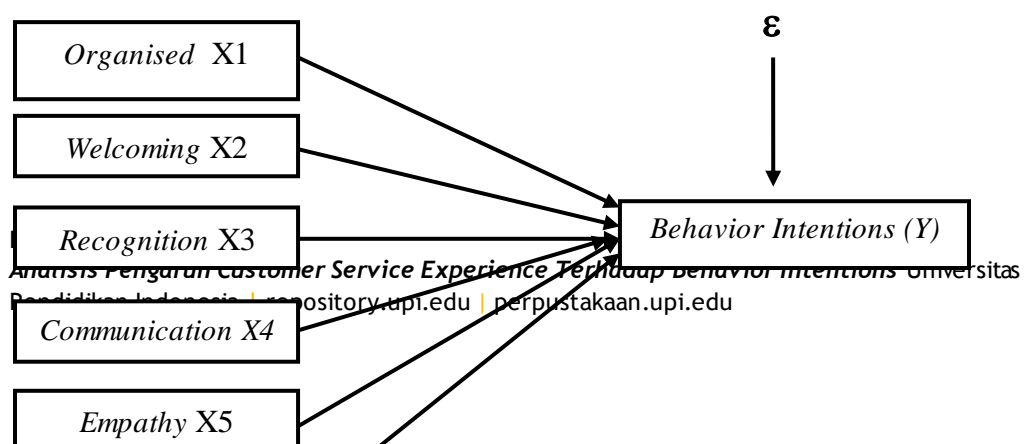 ε
Organised X1
Welcoming X2
Behavior Intentions (Y)
Recognition X3
Analisis Pengaruh Customer Service Experience Terhadap Behavior Intentions Universitas
Pendidikan Indonesia | repository.upi.edu | perpustakaan.upi.edu
Communication X4
Empathy X5